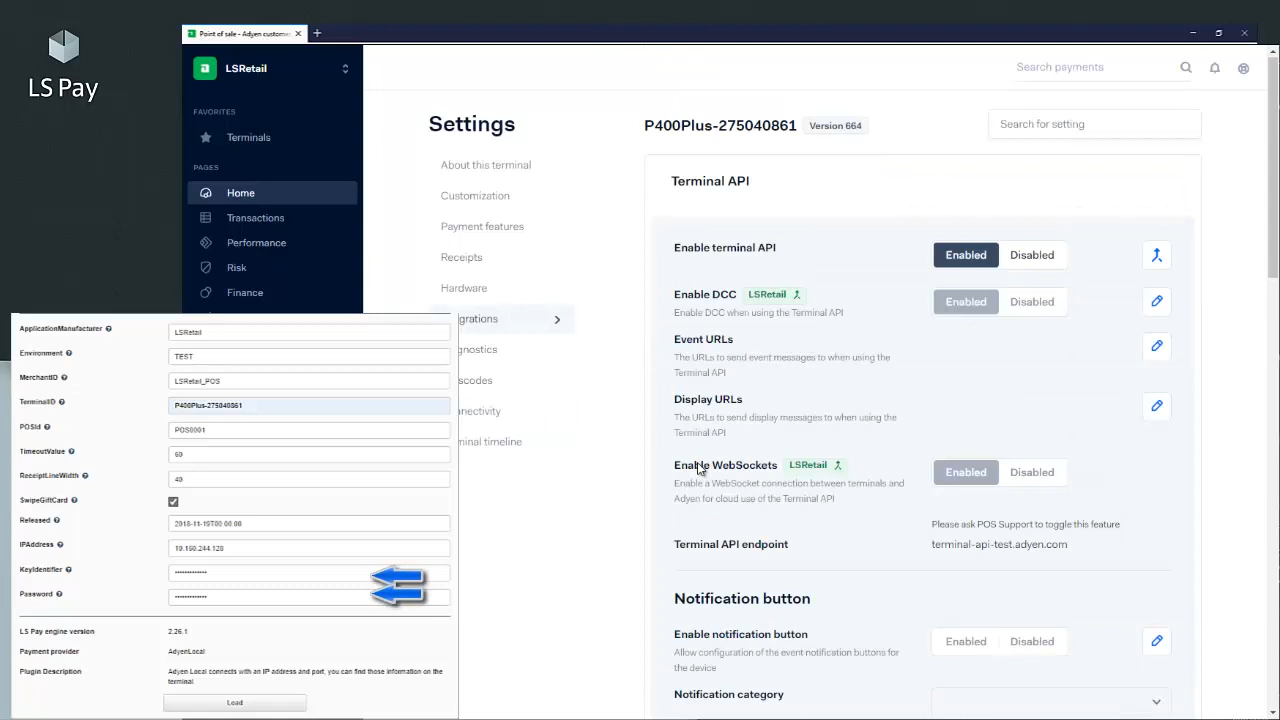 LS Pay
Point of sale - Adyen custome
LSRetail
FAVORITES
Terminals
PAGES
Home
Transactions
Performance
Risk
Finance
Search payments
Settings
About this terminal
Customization
Payment features
Receipts
Hardware
grations
gnostics
scodes
nectivity
minal timeline
P400Plus-275040861 Version 664
Search for setting
Terminal API
Enable terminal API Enabled Disabled
Enable DCC LSRetail Enabled Disabled
Enable DCC when using the Terminal API
Event URLs
The URLs to send event messages to when using the
Terminal API
Display URLs
The URLs to send display messages to when using the
Terminal API
Enable WebSockets LSRetail Enabled Disabled
Enable a WebSocket connection between terminals and
Adyen for cloud use of the Terminal API
Please ask POS Support to toggle this feature
Terminal API endpoint terminal-api-test.adyen.com
Notification button
Enable notification button Enabled Disabled
Allow configuration of the event notification buttons for
the device
Notification category
ApplicationManufacturer LSRetail
Environment TEST
MerchantID LSRetail_POS
TerminalID P400Plus-275040861
POSId POS0001
TimeoutValue 60
ReceiptLineWidth 40
SwipeGiftCard
Released 2018-11-19T00:00:00
IPAddress 10.150.244.128
KeyIdentifier
Password
LS Pay engine version 2.26.1
Payment provider AdyenLocal
Plugin Description Adyen Local connects with an IP address and port, you can find those information on the
terminal.
Load